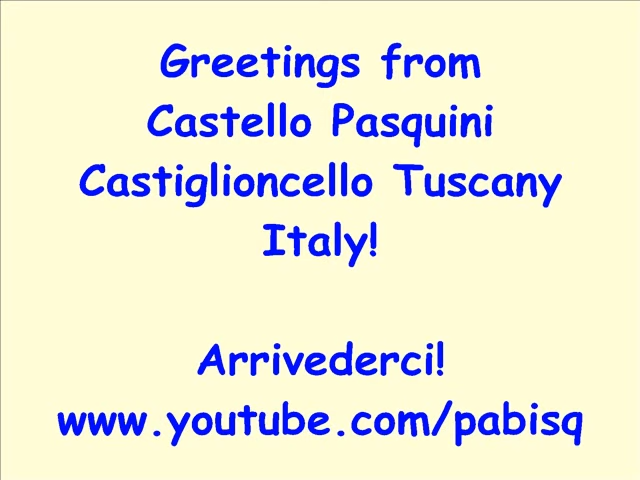 Greetings from
Castello Pasquini
Castiglioncello Tuscany
Italy!
Arrivederci!
www.youtube.com/pabisq